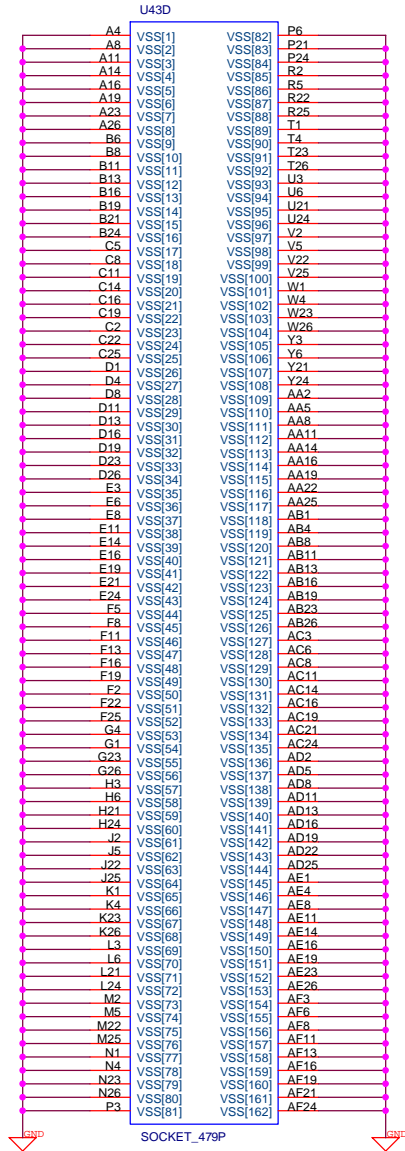 U43D
A4 VSS[1] VSS[82] P6
A8 VSS[2] VSS[83] P21
A11 VSS[3] VSS[84] P24
A14 VSS[4] VSS[85] R2
A16 VSS[5] VSS[86] R5
A19 VSS[6] VSS[87] R22
A23 VSS[7] VSS[88] R25
A26 VSS[8] VSS[89] T1
B6 VSS[9] VSS[90] T4
B8 VSS[10] VSS[91] T23
B11 VSS[11] VSS[92] T26
B13 VSS[12] VSS[93] U3
B16 VSS[13] VSS[94] U6
B19 VSS[14] VSS[95] U21
B21 VSS[15] VSS[96] U24
B24 VSS[16] VSS[97] V2
C5 VSS[17] VSS[98] V5
C8 VSS[18] VSS[99] V22
C11 VSS[19] VSS[100] V25
C14 VSS[20] VSS[101] W1
C16 VSS[21] VSS[102] W4
C19 VSS[22] VSS[103] W23
C2 VSS[23] VSS[104] W26
C22 VSS[24] VSS[105] Y3
C25 VSS[25] VSS[106] Y6
D1 VSS[26] VSS[107] Y21
D4 VSS[27] VSS[108] Y24
D8 VSS[28] VSS[109] AA2
D11 VSS[29] VSS[110] AA5
D13 VSS[30] VSS[111] AA8
D16 VSS[31] VSS[112] AA11
D19 VSS[32] VSS[113] AA14
D23 VSS[33] VSS[114] AA16
D26 VSS[34] VSS[115] AA19
E3 VSS[35] VSS[116] AA22
E6 VSS[36] VSS[117] AA25
E8 VSS[37] VSS[118] AB1
E11 VSS[38] VSS[119] AB4
E14 VSS[39] VSS[120] AB8
E16 VSS[40] VSS[121] AB11
E19 VSS[41] VSS[122] AB13
E21 VSS[42] VSS[123] AB16
E24 VSS[43] VSS[124] AB19
F5 VSS[44] VSS[125] AB23
F8 VSS[45] VSS[126] AB26
F11 VSS[46] VSS[127] AC3
F13 VSS[47] VSS[128] AC6
F16 VSS[48] VSS[129] AC8
F19 VSS[49] VSS[130] AC11
F2 VSS[50] VSS[131] AC14
F22 VSS[51] VSS[132] AC16
F25 VSS[52] VSS[133] AC19
G4 VSS[53] VSS[134] AC21
G1 VSS[54] VSS[135] AC24
G23 VSS[55] VSS[136] AD2
G26 VSS[56] VSS[137] AD5
H3 VSS[57] VSS[138] AD8
H6 VSS[58] VSS[139] AD11
H21 VSS[59] VSS[140] AD13
H24 VSS[60] VSS[141] AD16
J2 VSS[61] VSS[142] AD19
J5 VSS[62] VSS[143] AD22
J22 VSS[63] VSS[144] AD25
J25 VSS[64] VSS[145] AE1
K1 VSS[65] VSS[146] AE4
K4 VSS[66] VSS[147] AE8
K23 VSS[67] VSS[148] AE11
K26 VSS[68] VSS[149] AE14
L3 VSS[69] VSS[150] AE16
L6 VSS[70] VSS[151] AE19
L21 VSS[71] VSS[152] AE23
L24 VSS[72] VSS[153] AE26
M2 VSS[73] VSS[154] AF3
M5 VSS[74] VSS[155] AF6
M22 VSS[75] VSS[156] AF8
M25 VSS[76] VSS[157] AF11
N1 VSS[77] VSS[158] AF13
N4 VSS[78] VSS[159] AF16
N23 VSS[79] VSS[160] AF19
N26 VSS[80] VSS[161] AF21
P3 VSS[81] VSS[162] AF24
GND SOCKET_479P GND